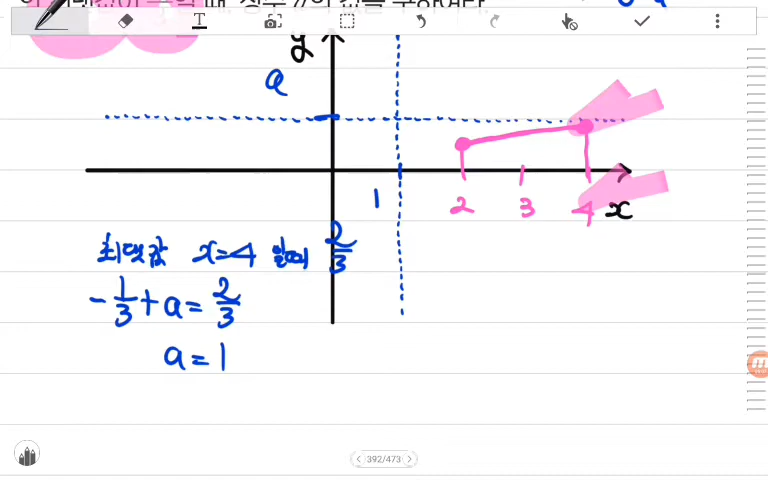 y
a
1
2 3 4 x
최댓값 x=4 일때 2/3
-1/3+a=2/3
a=1
392/473